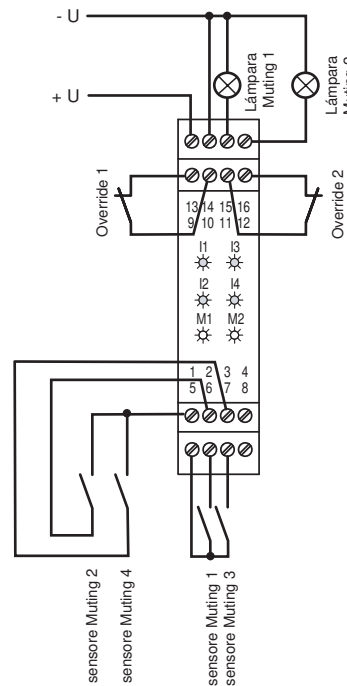 - U
+ U
Lámpara
Muting 1
Lámpara
Override 1
Override 2
13 14 15 16
9 10 11 12
I1 I3
I2 I4
M1 M2
1 2 3 4
5 6 7 8
sensore Muting 2
sensore Muting 4
sensore Muting 1
sensore Muting 3